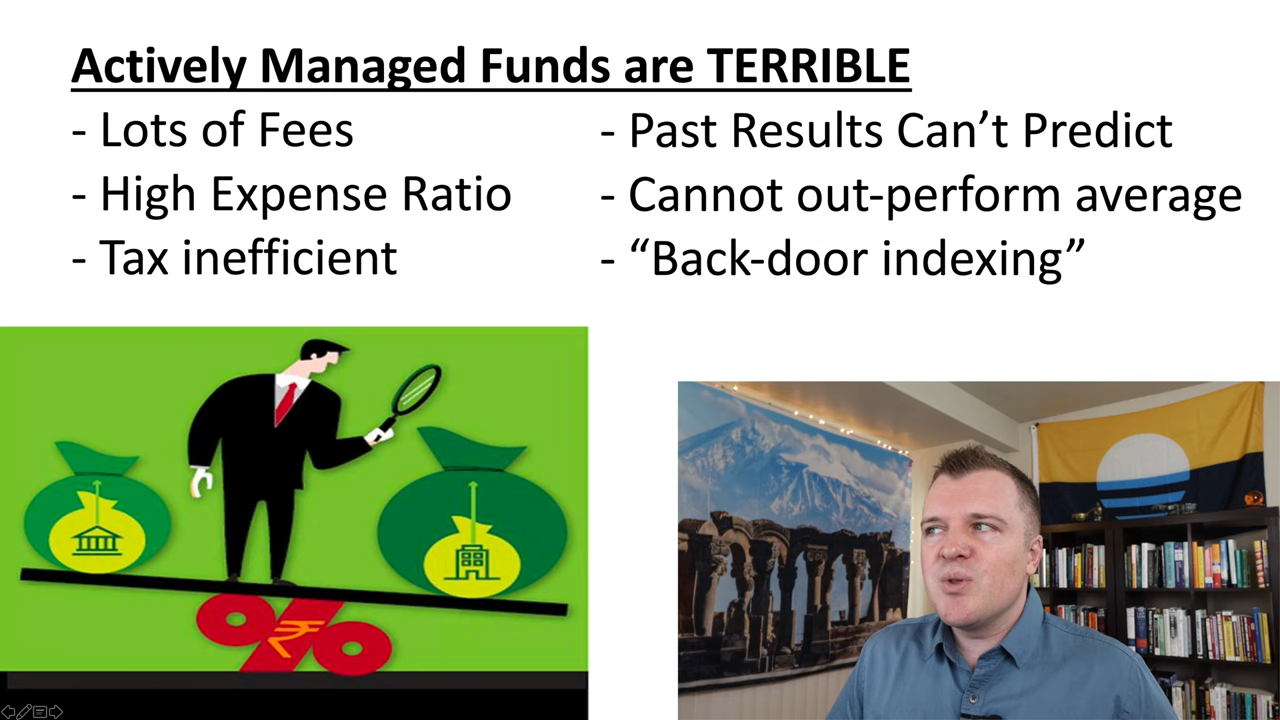 Actively Managed Funds are TERRIBLE
- Lots of Fees
- High Expense Ratio
- Tax inefficient
- Past Results Can’t Predict
- Cannot out-perform average
- “Back-door indexing”
%
₹